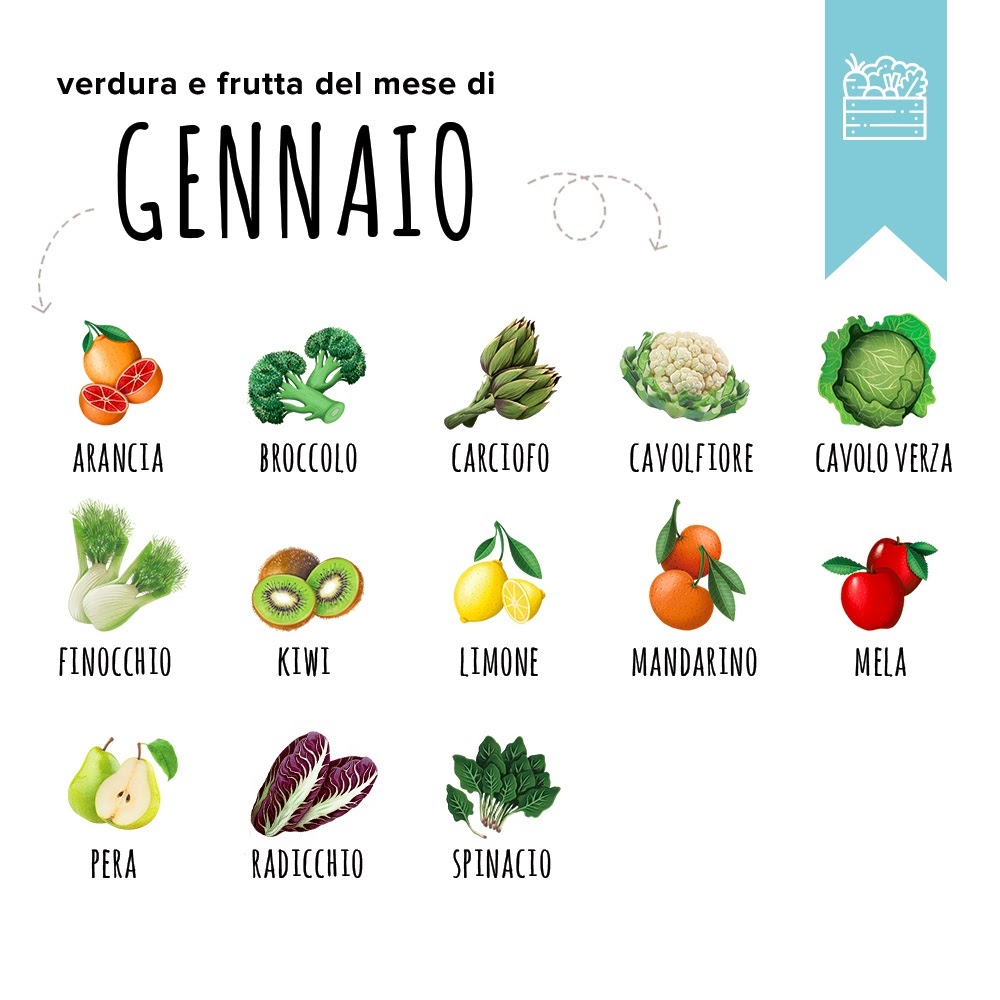 verdura e frutta del mese di
GENNAIO
ARANCIA
BROCCOLO
CARCIOFO
CAVOLFIORE
CAVOLO VERZA
FINOCCHIO
KIWI
LIMONE
MANDARINO
MELA
PERA
RADICCHIO
SPINACIO